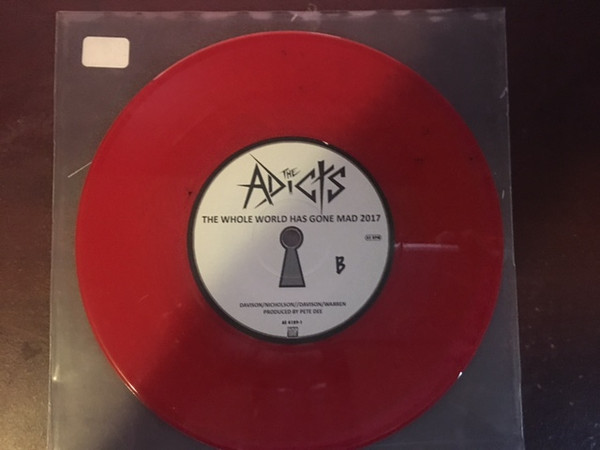 THE
ADiCtS
THE WHOLE WORLD HAS GONE MAD 2017
B
DAVISON/NICHOLSON//DAVISON/WARREN
PRODUCED BY PETE DEE